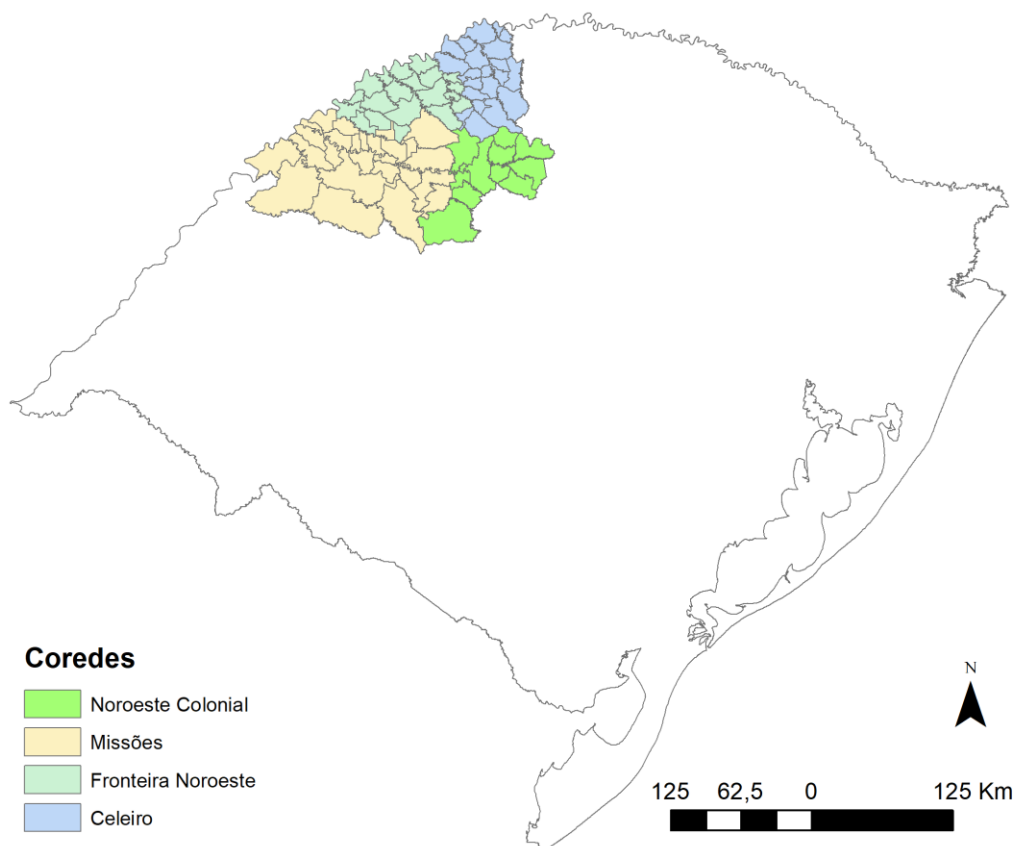 Coredes
Noroeste Colonial
Missões
Fronteira Noroeste
Celeiro
N
125 62,5 0 125 Km